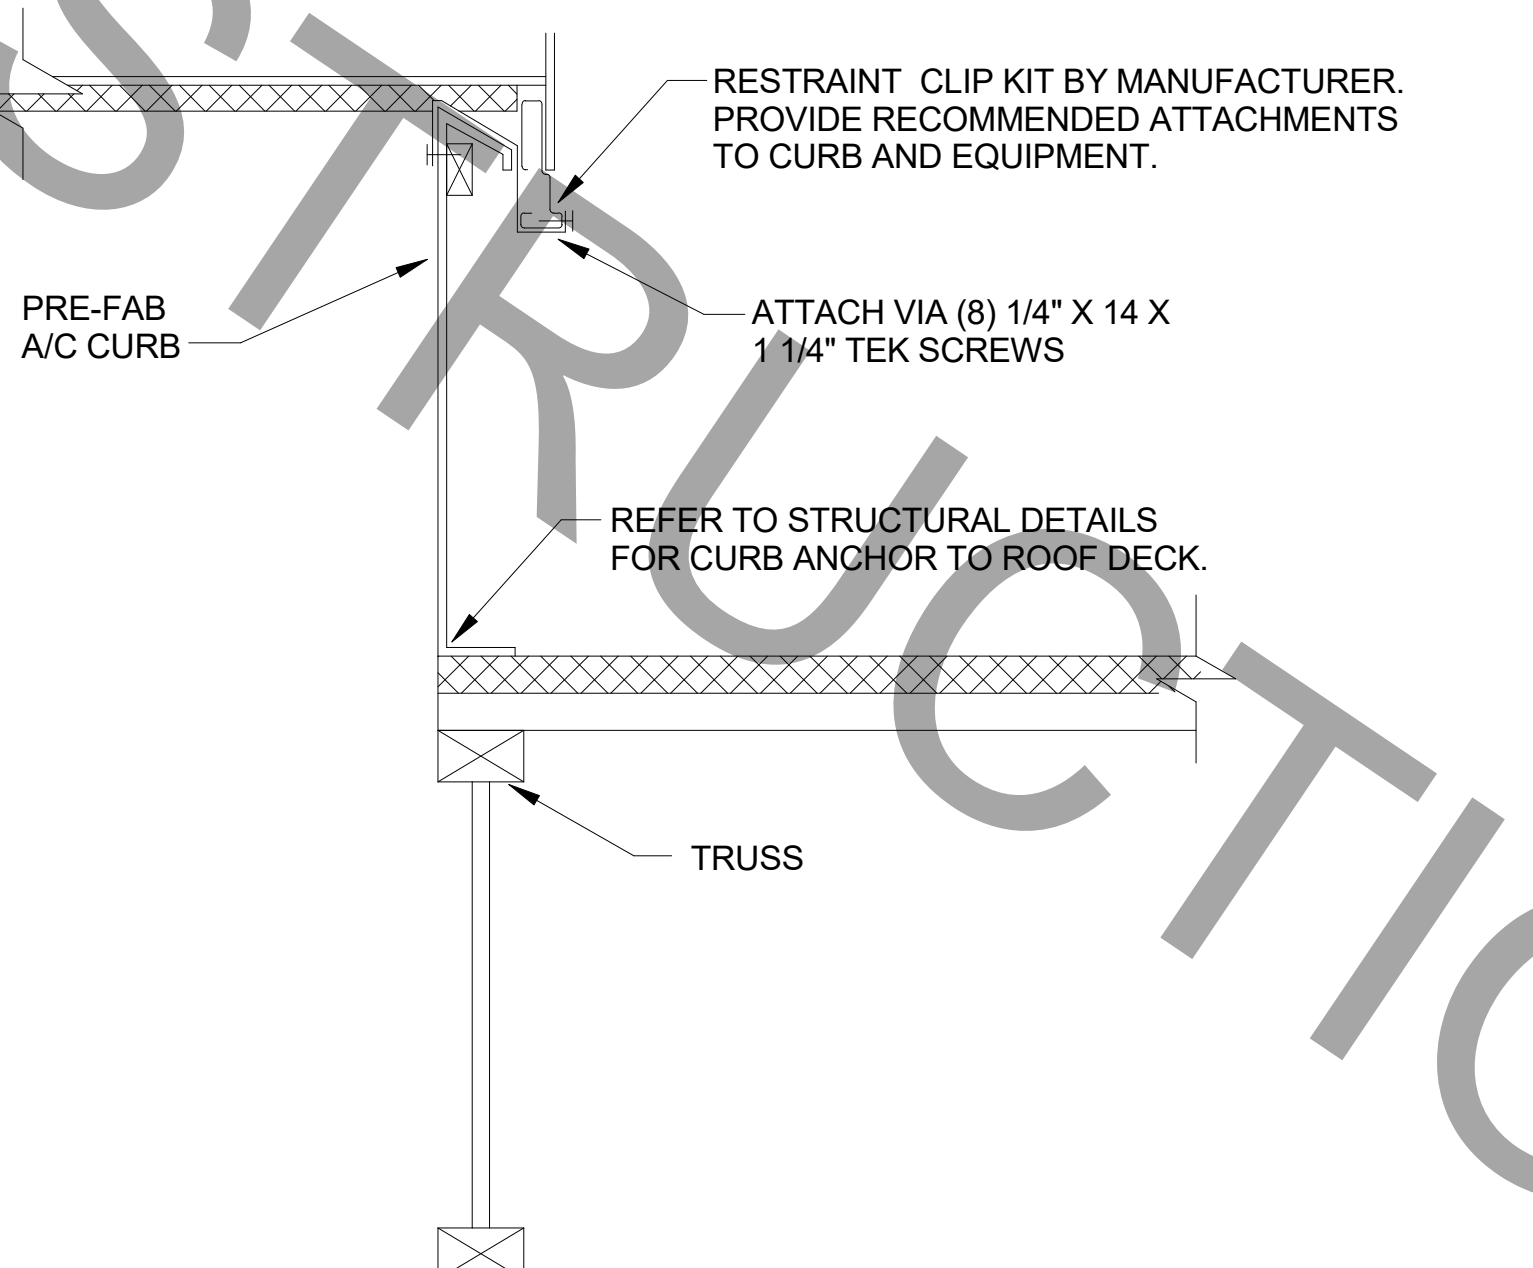 RESTRAINT CLIP KIT BY MANUFACTURER.
PROVIDE RECOMMENDED ATTACHMENTS
TO CURB AND EQUIPMENT.
PRE-FAB
A/C CURB
ATTACH VIA (8) 1/4" X 14 X
1 1/4" TEK SCREWS
REFER TO STRUCTURAL DETAILS
FOR CURB ANCHOR TO ROOF DECK.
TRUSS
STRUCTIO